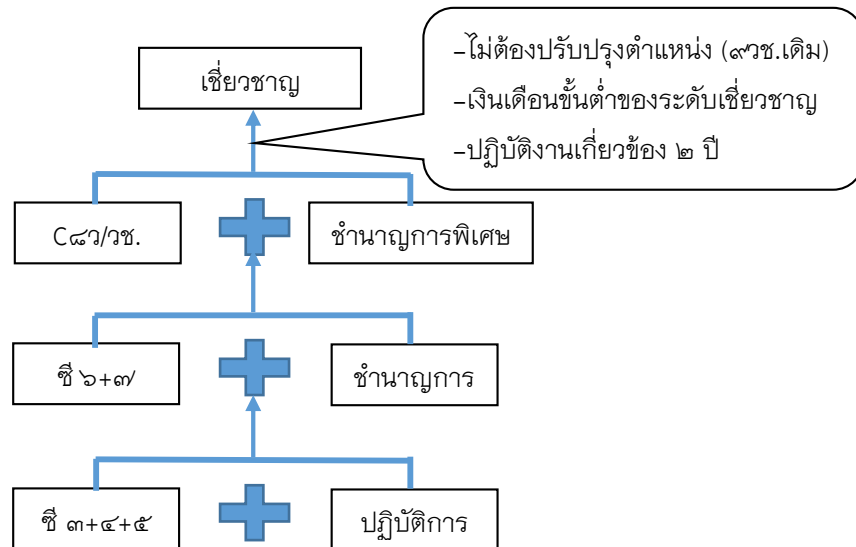 เชี่ยวชาญ
-ไม่ต้องปรับปรุงตำแหน่ง (๙วช.เดิม)
-เงินเดือนขั้นต่ำของระดับเชี่ยวชาญ
-ปฏิบัติงานเกี่ยวข้อง ๒ ปี
C๘ว/วช.
ชำนาญการพิเศษ
ซี ๖+๗
ชำนาญการ
ซี ๓+๔+๕
ปฏิบัติการ